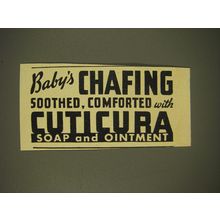 Baby's CHAFING
SOOTHED, COMFORTED with
CUTICURA
SOAP and OINTMENT